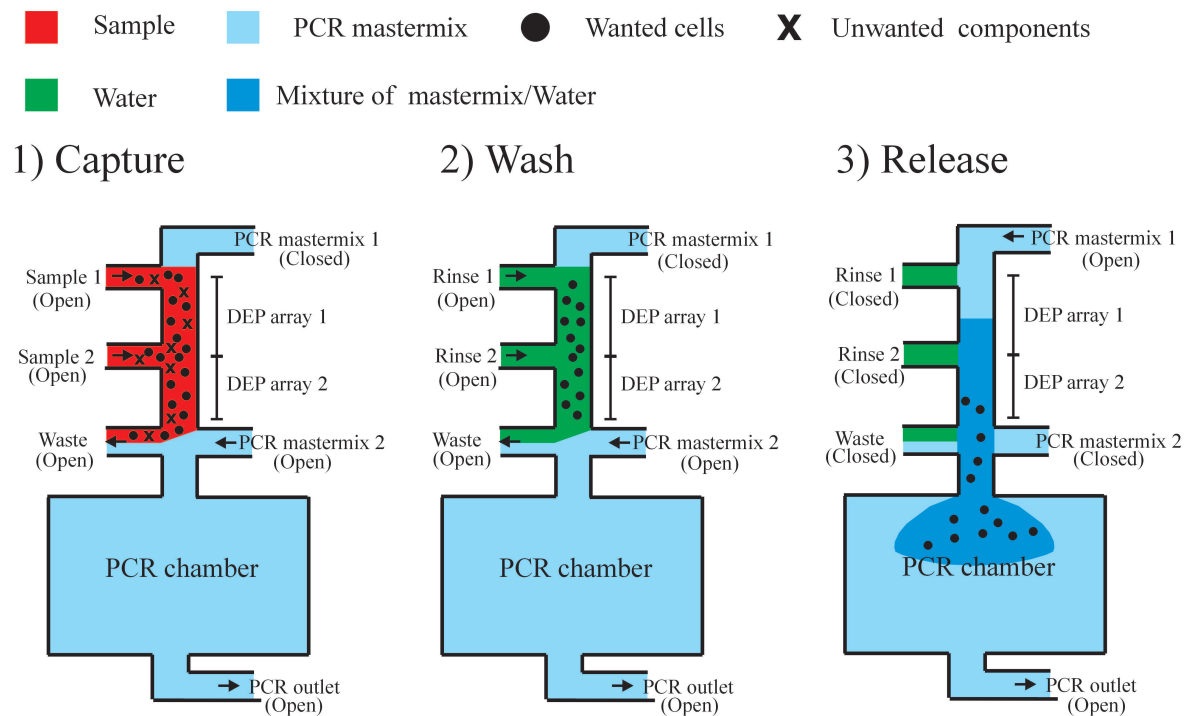 Sample
PCR mastermix
Wanted cells
X Unwanted components
Water
Mixture of mastermix/Water
1) Capture
2) Wash
3) Release
PCR mastermix 1
(Closed)
Sample 1
(Open)
DEP array 1
Sample 2
(Open)
DEP array 2
Waste
(Open)
PCR mastermix 2
(Open)
PCR chamber
PCR outlet
(Open)
PCR mastermix 1
(Closed)
Rinse 1
(Open)
DEP array 1
Rinse 2
(Open)
DEP array 2
Waste
(Open)
PCR mastermix 2
(Open)
PCR chamber
PCR outlet
(Open)
PCR mastermix 1
(Open)
Rinse 1
(Closed)
DEP array 1
Rinse 2
(Closed)
DEP array 2
Waste
(Closed)
PCR mastermix 2
(Closed)
PCR chamber
PCR outlet
(Open)